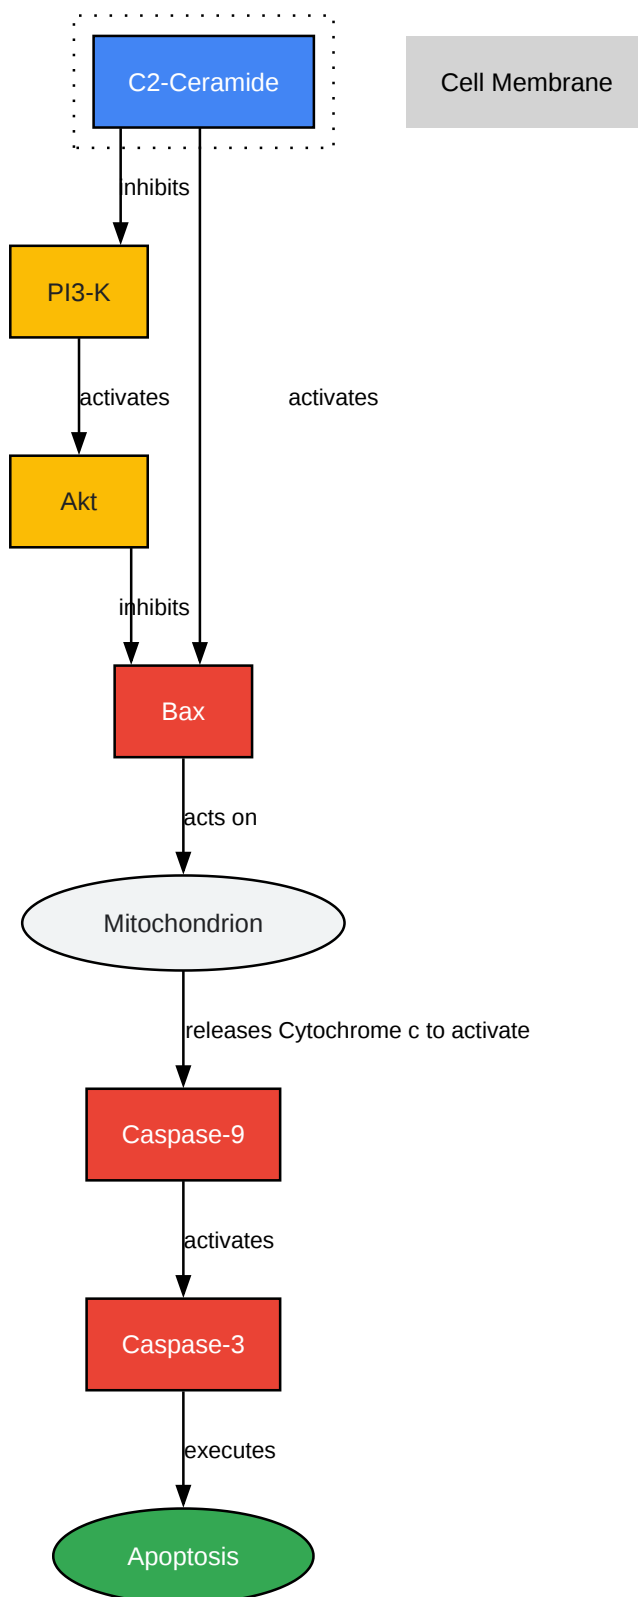 C2-Ceramide
Cell Membrane
inhibits
PI3-K
activates
activates
Akt
inhibits
Bax
acts on
Mitochondrion
releases Cytochrome c to activate
Caspase-9
activates
Caspase-3
executes
Apoptosis